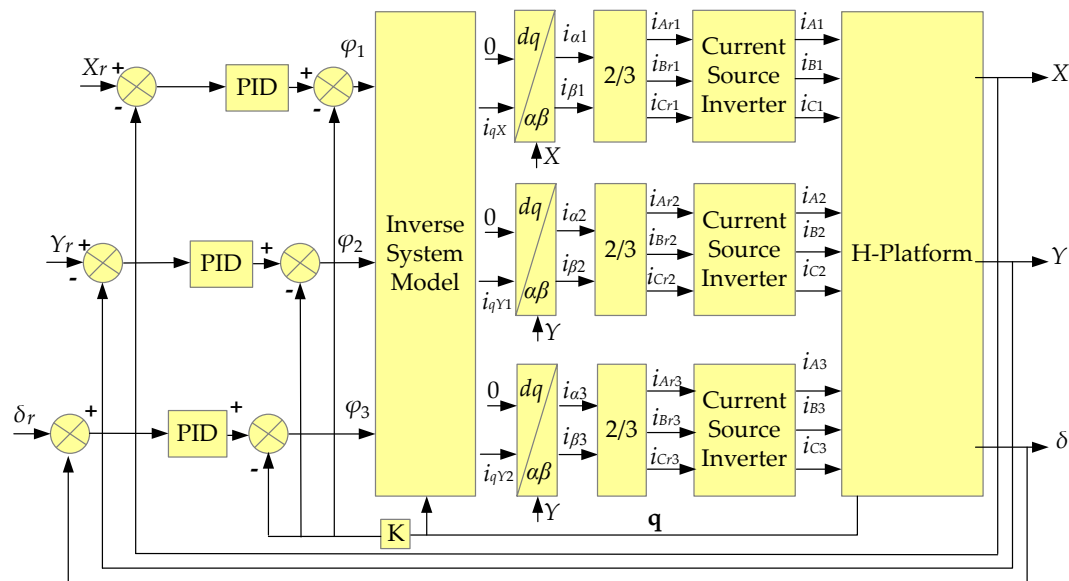 Xr
+
-
PID
+
-
φ1
Yr
+
-
PID
+
-
φ2
δr
+
PID
+
-
φ3
Inverse
System
Model
K
q
0
iqX
dq
αβ
X
iα1
iβ1
2/3
iAr1
iBr1
iCr1
Current
Source
Inverter
iA1
iB1
iC1
0
iqY1
dq
αβ
Y
iα2
iβ2
2/3
iAr2
iBr2
iCr2
Current
Source
Inverter
iA2
iB2
iC2
0
iqY2
dq
αβ
Y
iα3
iβ3
2/3
iAr3
iBr3
iCr3
Current
Source
Inverter
iA3
iB3
iC3
H-Platform
X
Y
δ